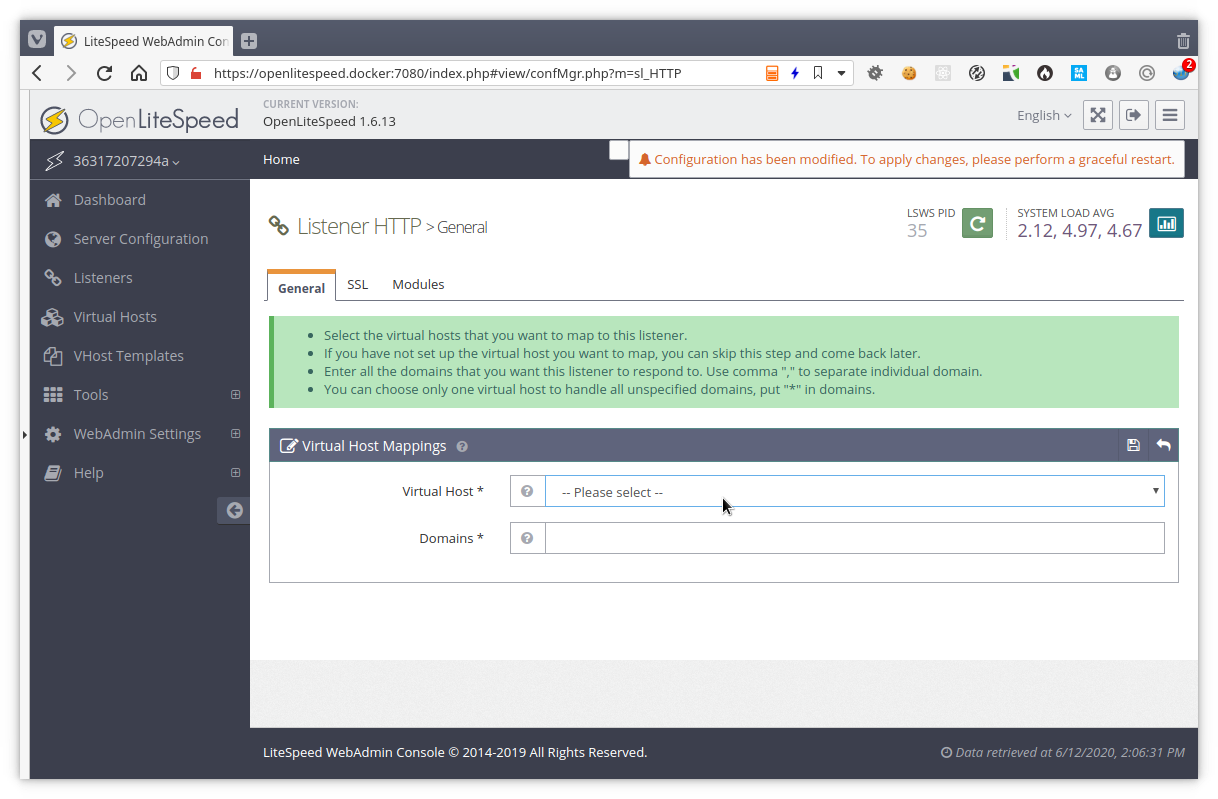 LiteSpeed WebAdmin Con
https://openlitespeed.docker:7080/index.php#view/confMgr.php?m=sl_HTTP
SA
ML
2
OpenLiteSpeed
CURRENT VERSION:
OpenLiteSpeed 1.6.13
English
36317207294a
Home
Configuration has been modified. To apply changes, please perform a graceful restart.
Dashboard
Server Configuration
Listeners
Virtual Hosts
VHost Templates
Tools
WebAdmin Settings
Help
Listener HTTP > General
LSWS PID
35
SYSTEM LOAD AVG
2.12, 4.97, 4.67
General
SSL
Modules
Select the virtual hosts that you want to map to this listener.
If you have not set up the virtual host you want to map, you can skip this step and come back later.
Enter all the domains that you want this listener to respond to. Use comma "," to separate individual domain.
You can choose only one virtual host to handle all unspecified domains, put "*" in domains.
Virtual Host Mappings
Virtual Host *
-- Please select --
Domains *
LiteSpeed WebAdmin Console © 2014-2019 All Rights Reserved.
Data retrieved at 6/12/2020, 2:06:31 PM